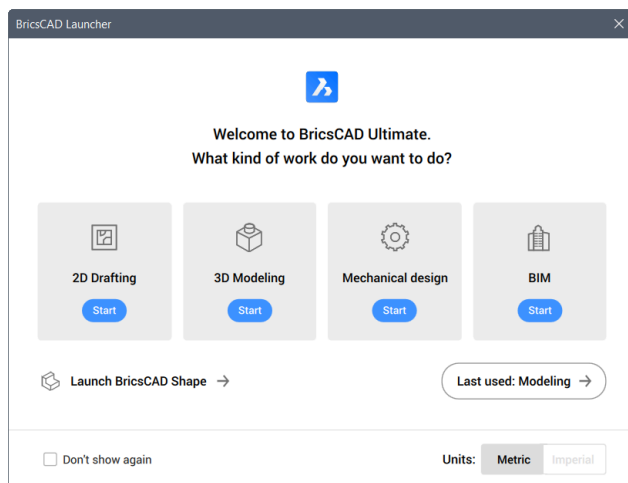 BricsCAD Launcher
Welcome to BricsCAD Ultimate.
What kind of work do you want to do?
2D Drafting
Start
3D Modeling
Start
Mechanical design
Start
BIM
Start
Launch BricsCAD Shape
Last used: Modeling
Don't show again
Units:
Metric
Imperial